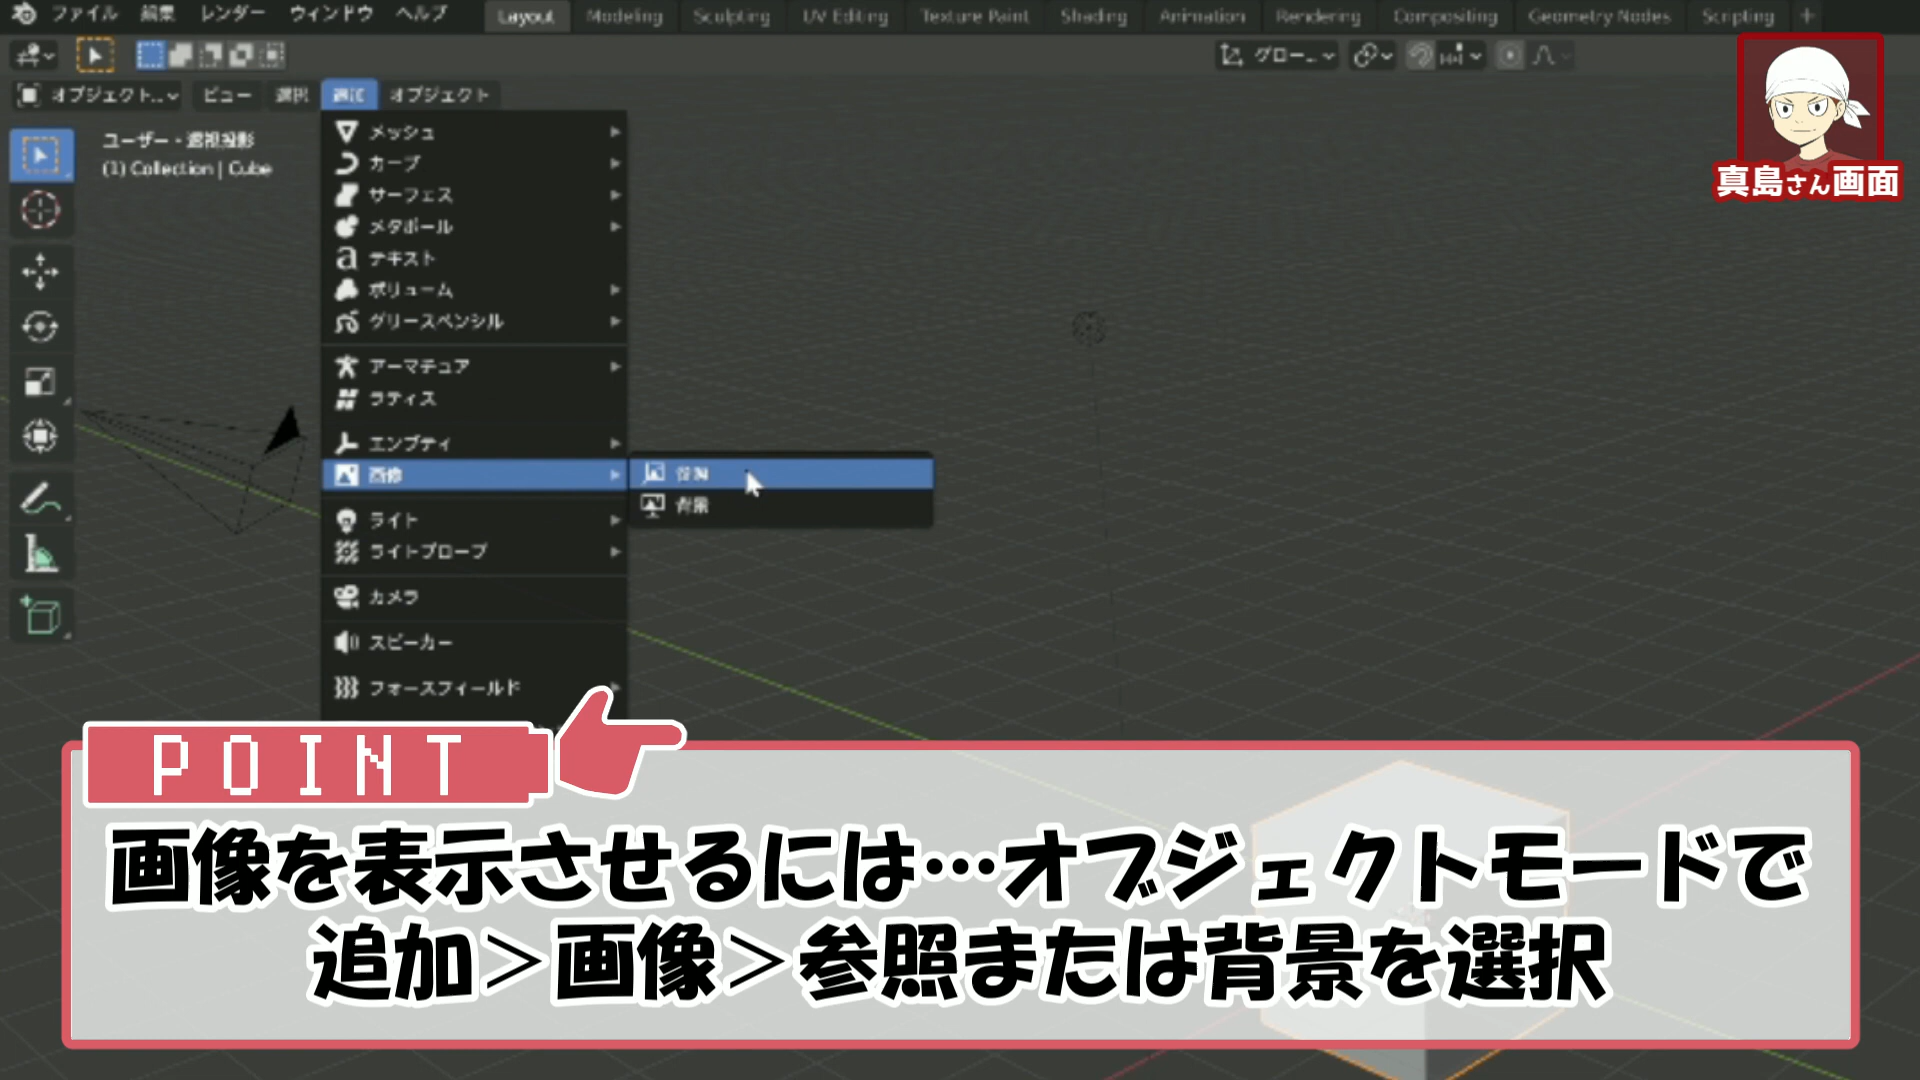 ファイル 編集 レンダー ウィンドウ ヘルプ Layout Modeling Sculpting UV Editing Texture Paint Shading Animation Rendering Compositing Geometry Nodes Scripting +
グロー...
オブジェクト... ビュー 選択 追加 オブジェクト
ユーザー・透視投影
(1) Collection | Cube
メッシュ
カーブ
サーフェス
メタボール
テキスト
ボリューム
グリースペンシル
アーマチュア
ラティス
エンプティ
画像
参照
背景
ライト
ライトプローブ
カメラ
スピーカー
フォースフィールド
真島さん画面
POINT
画像を表示させるには…オブジェクトモードで
追加>画像>参照または背景を選択